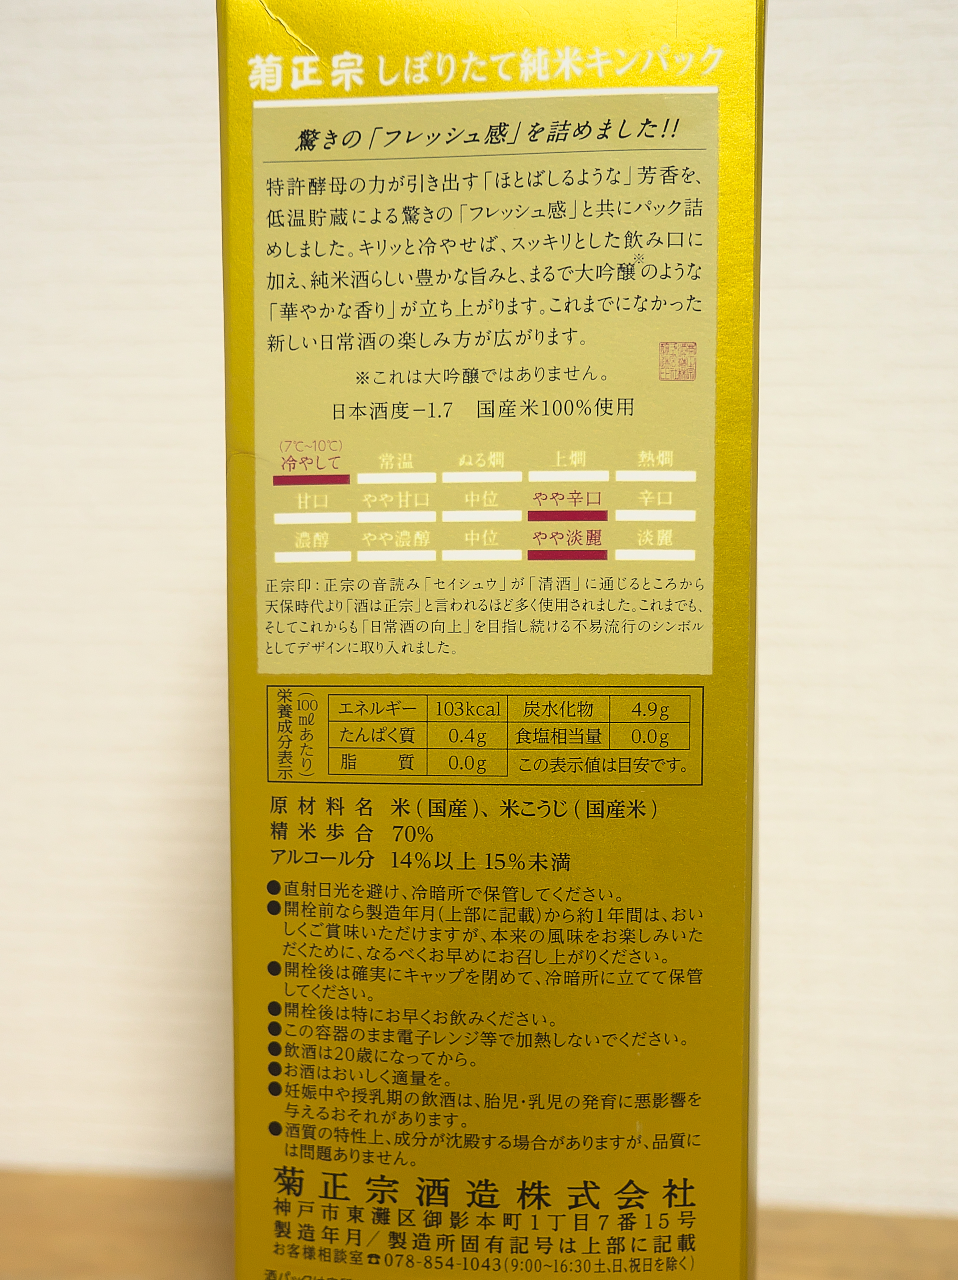 菊正宗 しぼりたて純米キンパック
驚きの「フレッシュ感」を詰めました!!
特許酵母の力が引き出す「ほとばしるような」芳香を、
低温貯蔵による驚きの「フレッシュ感」と共にパック詰
めしました。キリッと冷やせば、スッキリとした飲み口に
加え、純米酒らしい豊かな旨みと、まるで大吟醸※のような
「華やかな香り」が立ち上がります。これまでになかった
新しい日常酒の楽しみ方が広がります。
※これは大吟醸ではありません。
日本酒度−1.7 国産米100%使用
(7℃~10℃)
冷やして 常温 ぬる燗 上燗 熱燗
甘口 やや甘口 中位 やや辛口 辛口
濃醇 やや濃醇 中位 やや淡麗 淡麗
正宗印:正宗の音読み「セイシュウ」が「清酒」に通じるところから
天保時代より「酒は正宗」と言われるほど多く使用されました。これまでも、
そしてこれからも「日常酒の向上」を目指し続ける不易流行のシンボル
としてデザインに取り入れました。
栄養成分表示
(100mlあたり)
エネルギー 103kcal 炭水化物 4.9g
たんぱく質 0.4g 食塩相当量 0.0g
脂質 0.0g この表示値は目安です。
原材料名 米(国産)、米こうじ(国産米)
精米歩合 70%
アルコール分 14%以上15%未満
●直射日光を避け、冷暗所で保管してください。
●開栓前なら製造年月(上部に記載)から約1年間は、おい
しくご賞味いただけますが、本来の風味をお楽しみいた
だくために、なるべくお早めにお召し上がりください。
●開栓後は確実にキャップを閉めて、冷暗所に立てて保管
してください。
●開栓後は特にお早くお飲みください。
●この容器のまま電子レンジ等で加熱しないでください。
●飲酒は20歳になってから。
●お酒はおいしく適量を。
●妊娠中や授乳期の飲酒は、胎児・乳児の発育に悪影響を
与えるおそれがあります。
●酒質の特性上、成分が沈殿する場合がありますが、品質に
は問題ありません。
菊正宗酒造株式会社
神戸市東灘区御影本町1丁目7番15号
製造年月/製造所固有記号は上部に記載
お客様相談室☎078-854-1043(9:00~16:30土、日、祝日を除く)